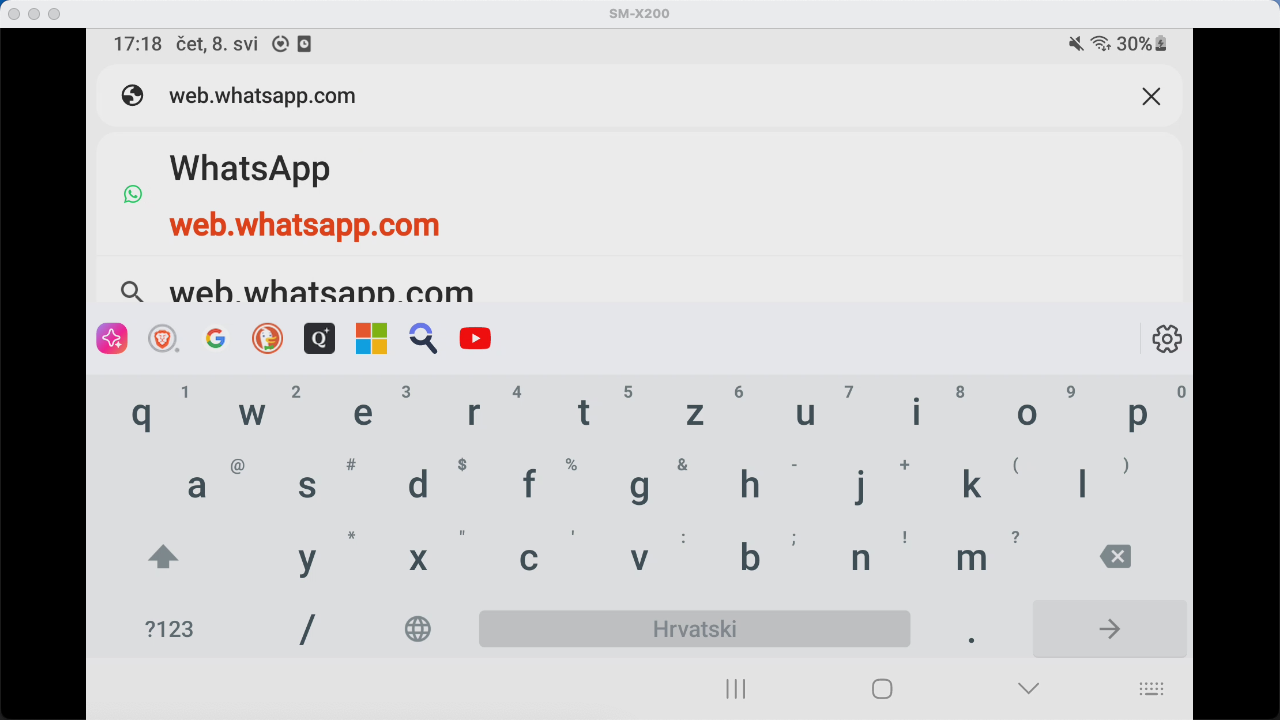 SM-X200
17:18 čet, 8. svi 30%
web.whatsapp.com
WhatsApp
web.whatsapp.com
web.whatsapp.com
1 2 3 4 5 6 7 8 9 0
q w e r t z u i o p
@ # $ % & - + ( )
a s d f g h j k l
* " ' : ; ! ?
y x c v b n m
?123 / Hrvatski .